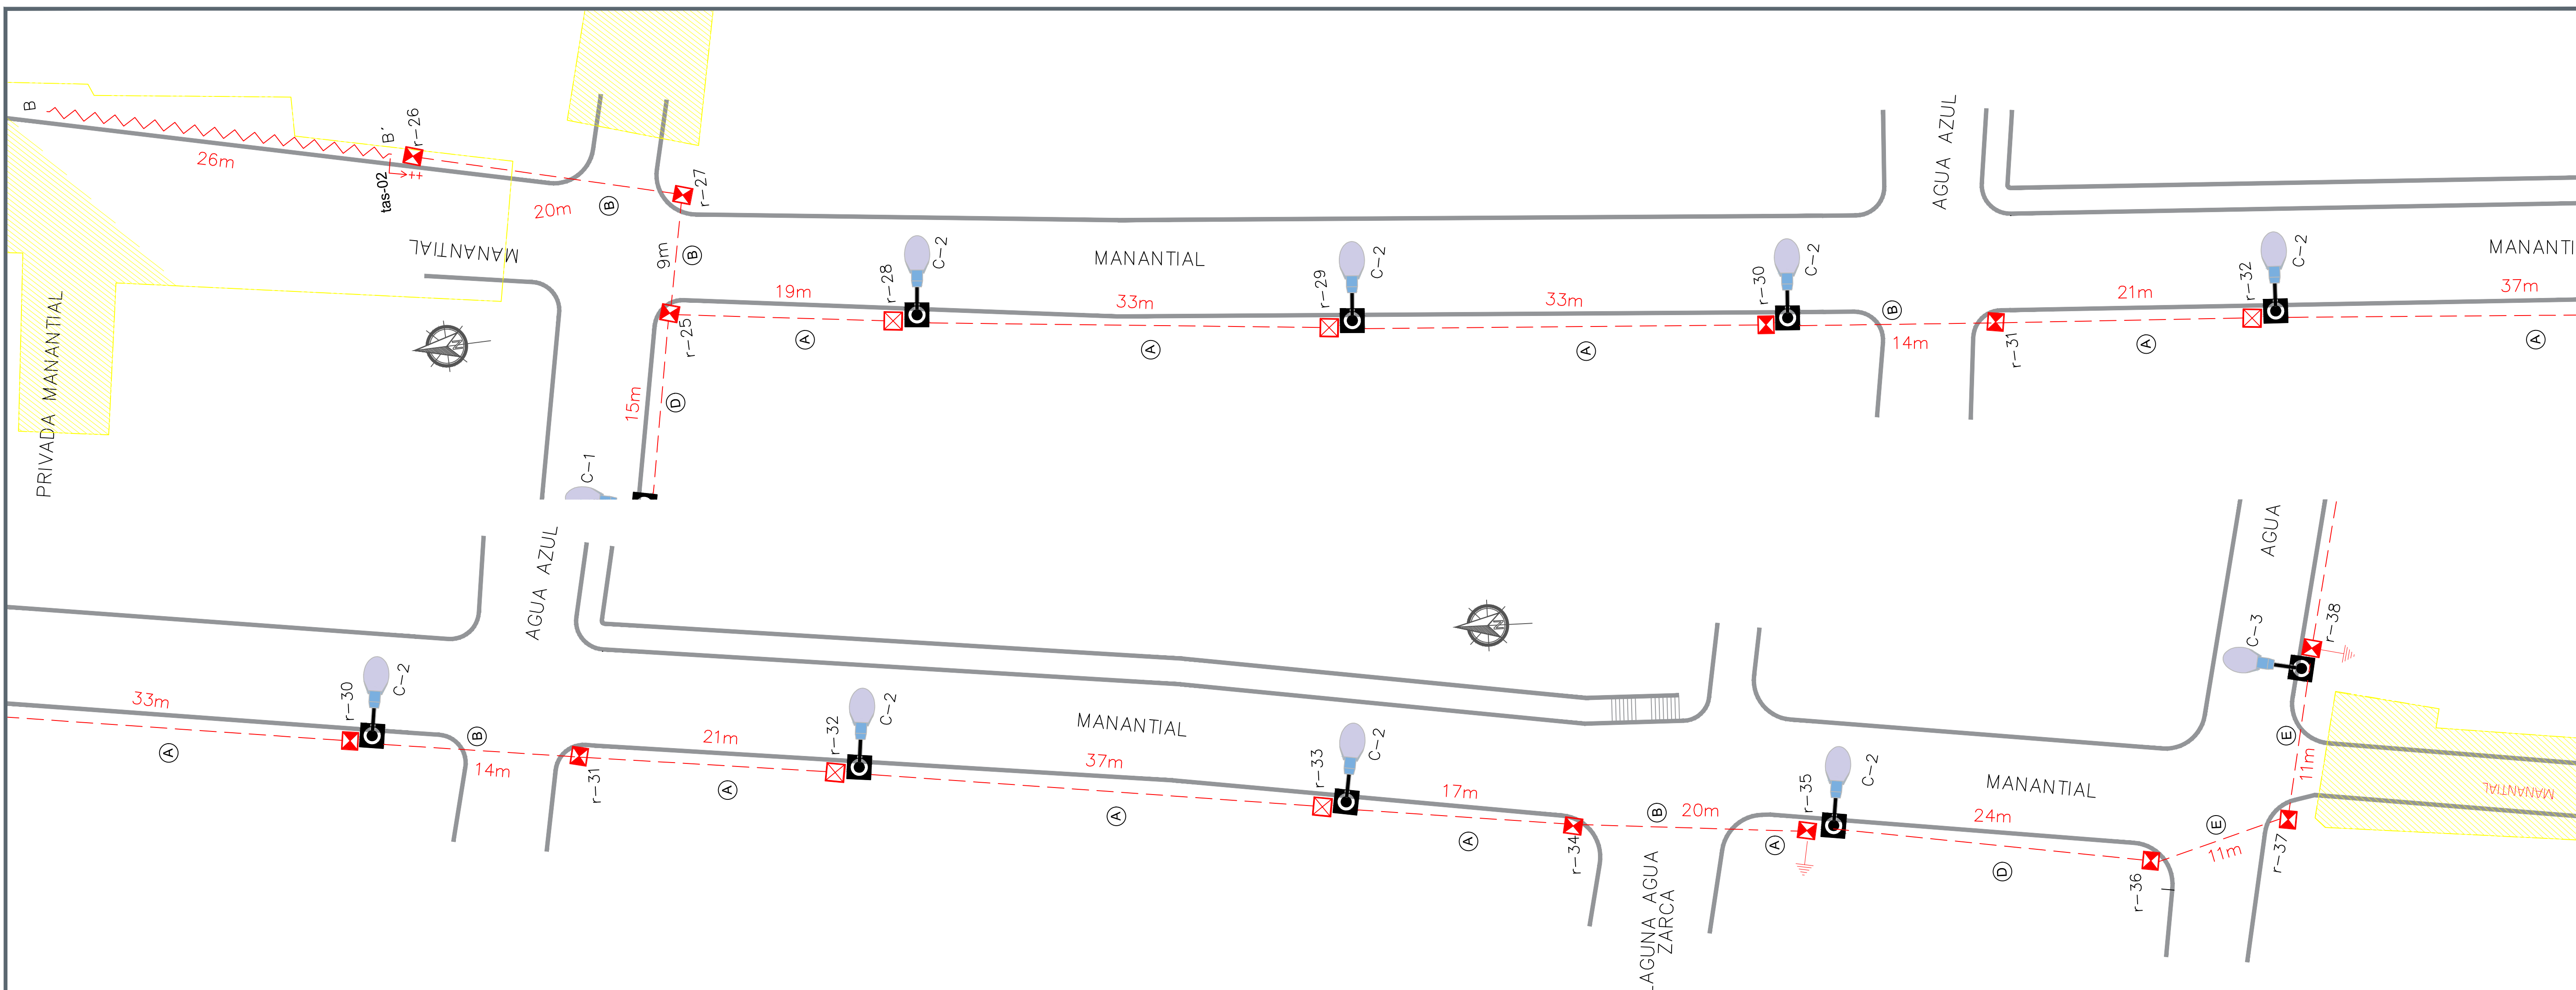 B
26m
B'
r-26
tas-02
20m
B
MANANTIAL
PRIVADA MANANTIAL
r-27
9m
B
r-25
15m
D
C-1
19m
A
r-28
C-2
MANANTIAL
33m
A
r-29
C-2
33m
A
r-30
C-2
AGUA AZUL
B
14m
r-31
21m
A
r-32
C-2
MANANTI
37m
A
N
33m
A
r-30
C-2
AGUA AZUL
B
14m
r-31
21m
A
r-32
C-2
MANANTIAL
37m
A
r-33
C-2
N
17m
A
r-34
B
20m
LAGUNA AGUA
ZARCA
A
r-35
C-2
MANANTIAL
24m
D
r-36
E
11m
r-37
E
11m
C-3
r-38
AGUA
MANANTIAL